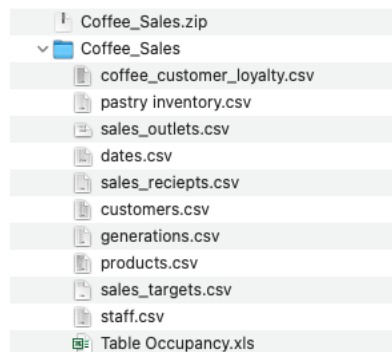 Coffee_Sales.zip
Coffee_Sales
coffee_customer_loyalty.csv
pastry inventory.csv
sales_outlets.csv
dates.csv
sales_reciepts.csv
customers.csv
generations.csv
products.csv
sales_targets.csv
staff.csv
Table Occupancy.xls